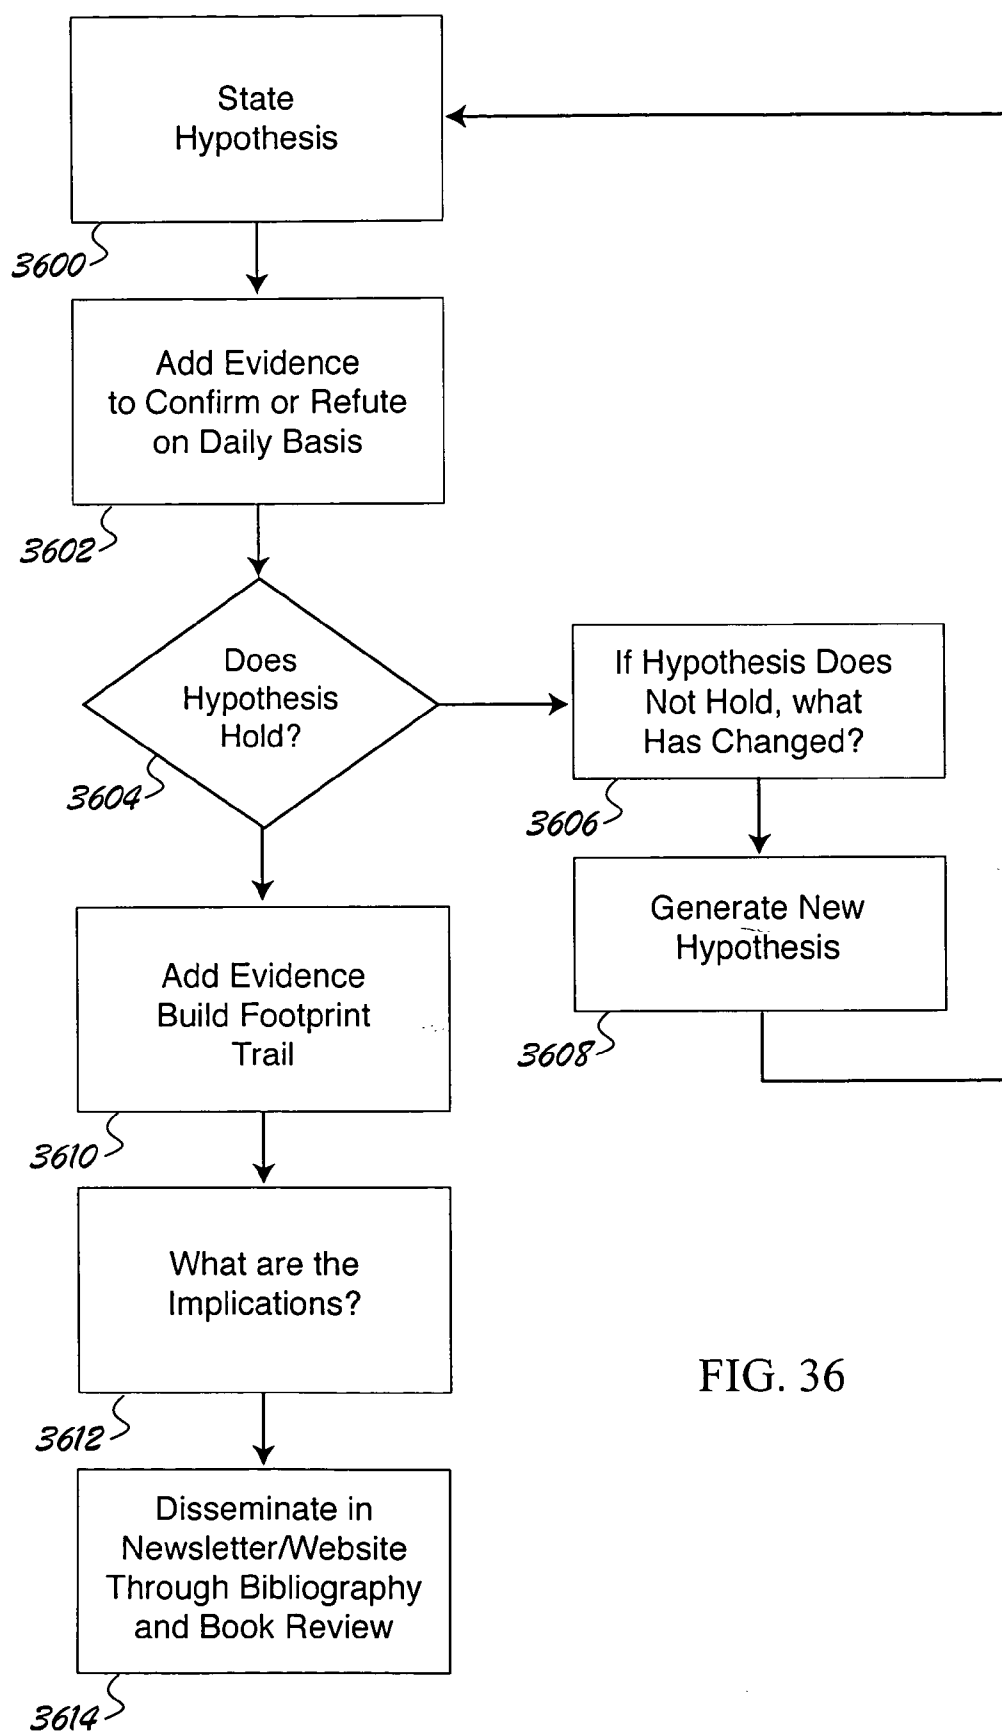 State
Hypothesis
3600
Add Evidence
to Confirm or Refute
on Daily Basis
3602
Does
Hypothesis
Hold?
3604
If Hypothesis Does
Not Hold, what
Has Changed?
3606
Generate New
Hypothesis
3608
Add Evidence
Build Footprint
Trail
3610
What are the
Implications?
3612
Disseminate in
Newsletter/Website
Through Bibliography
and Book Review
3614
FIG. 36